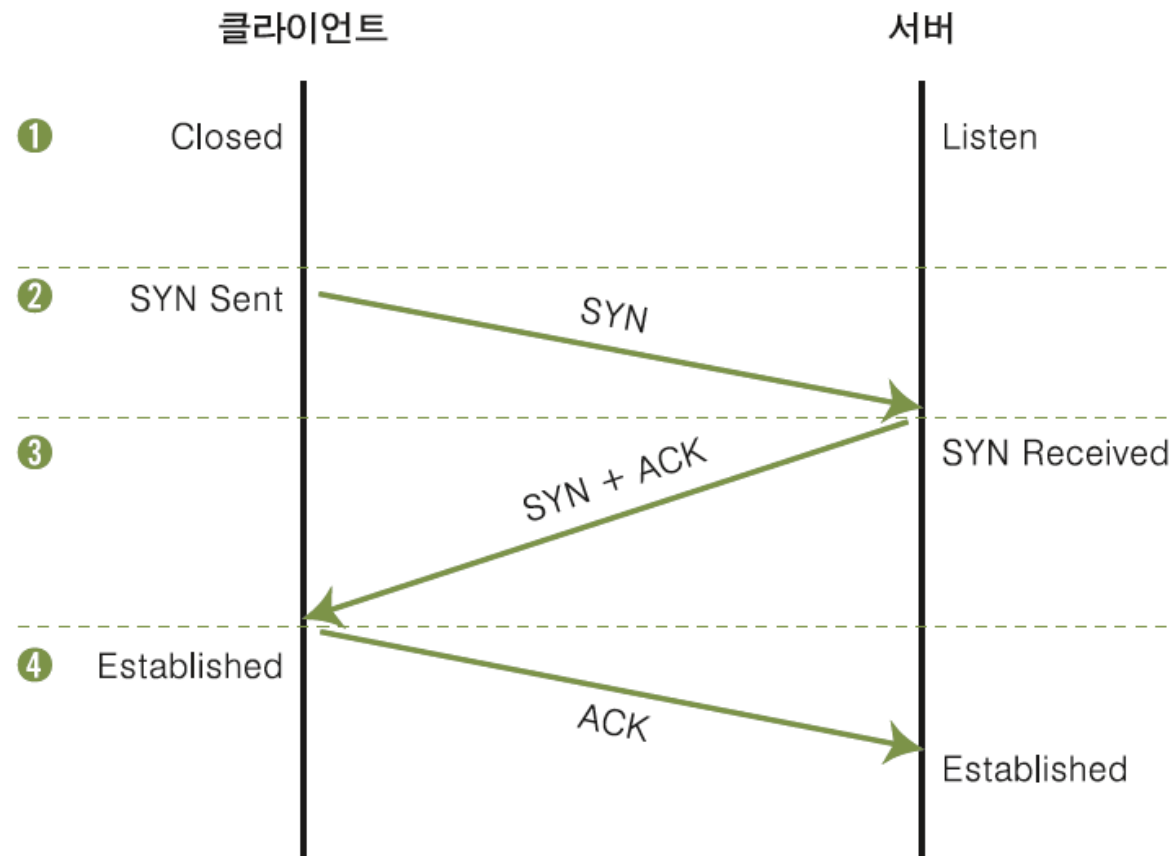 클라이언트 서버
1 Closed Listen
2 SYN Sent
SYN
3 SYN Received
SYN + ACK
4 Established
ACK
Established